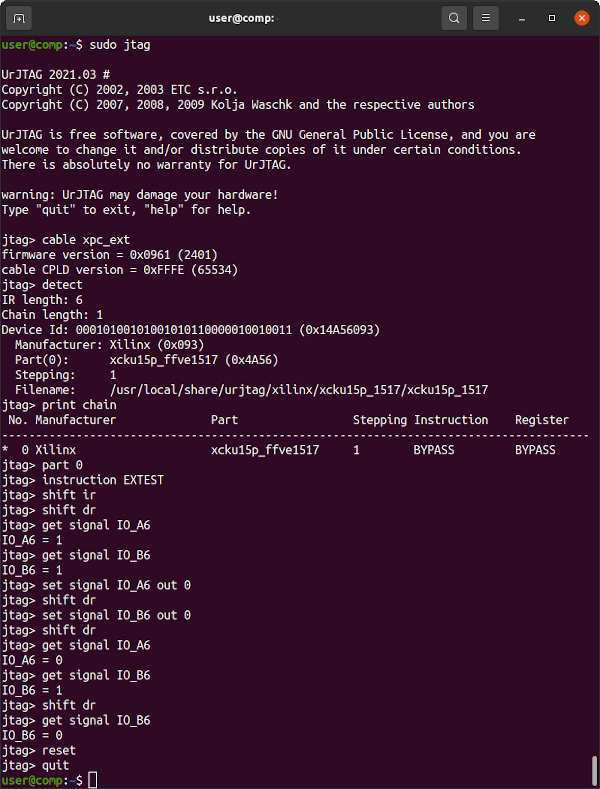 user@comp: 
user@comp:~$ sudo jtag
UrJTAG 2021.03 #
Copyright (C) 2002, 2003 ETC s.r.o.
Copyright (C) 2007, 2008, 2009 Kolja Waschk and the respective authors
UrJTAG is free software, covered by the GNU General Public License, and you are
welcome to change it and/or distribute copies of it under certain conditions.
There is absolutely no warranty for UrJTAG.
warning: UrJTAG may damage your hardware!
Type "quit" to exit, "help" for help.
jtag> cable xpc_ext
firmware version = 0x0961 (2401)
cable CPLD version = 0xFFFE (65534)
jtag> detect
IR length: 6
Chain length: 1
Device Id: 00010100101001010110000010010011 (0x14A56093)
  Manufacturer: Xilinx (0x093)
  Part(0):      xcku15p_ffve1517 (0x4A56)
  Stepping:     1
  Filename:     /usr/local/share/urjtag/xilinx/xcku15p_1517/xcku15p_1517
jtag> print chain
 No. Manufacturer              Part                 Stepping Instruction    Register
---------------------------------------------------------------------------------------
*  0 Xilinx                    xcku15p_ffve1517     1        BYPASS         BYPASS
jtag> part 0
jtag> instruction EXTEST
jtag> shift ir
jtag> shift dr
jtag> get signal IO_A6
IO_A6 = 1
jtag> get signal IO_B6
IO_B6 = 1
jtag> set signal IO_A6 out 0
jtag> shift dr
jtag> set signal IO_B6 out 0
jtag> shift dr
jtag> get signal IO_A6
IO_A6 = 0
jtag> get signal IO_B6
IO_B6 = 1
jtag> shift dr
jtag> get signal IO_B6
IO_B6 = 0
jtag> reset
jtag> quit
user@comp:~$